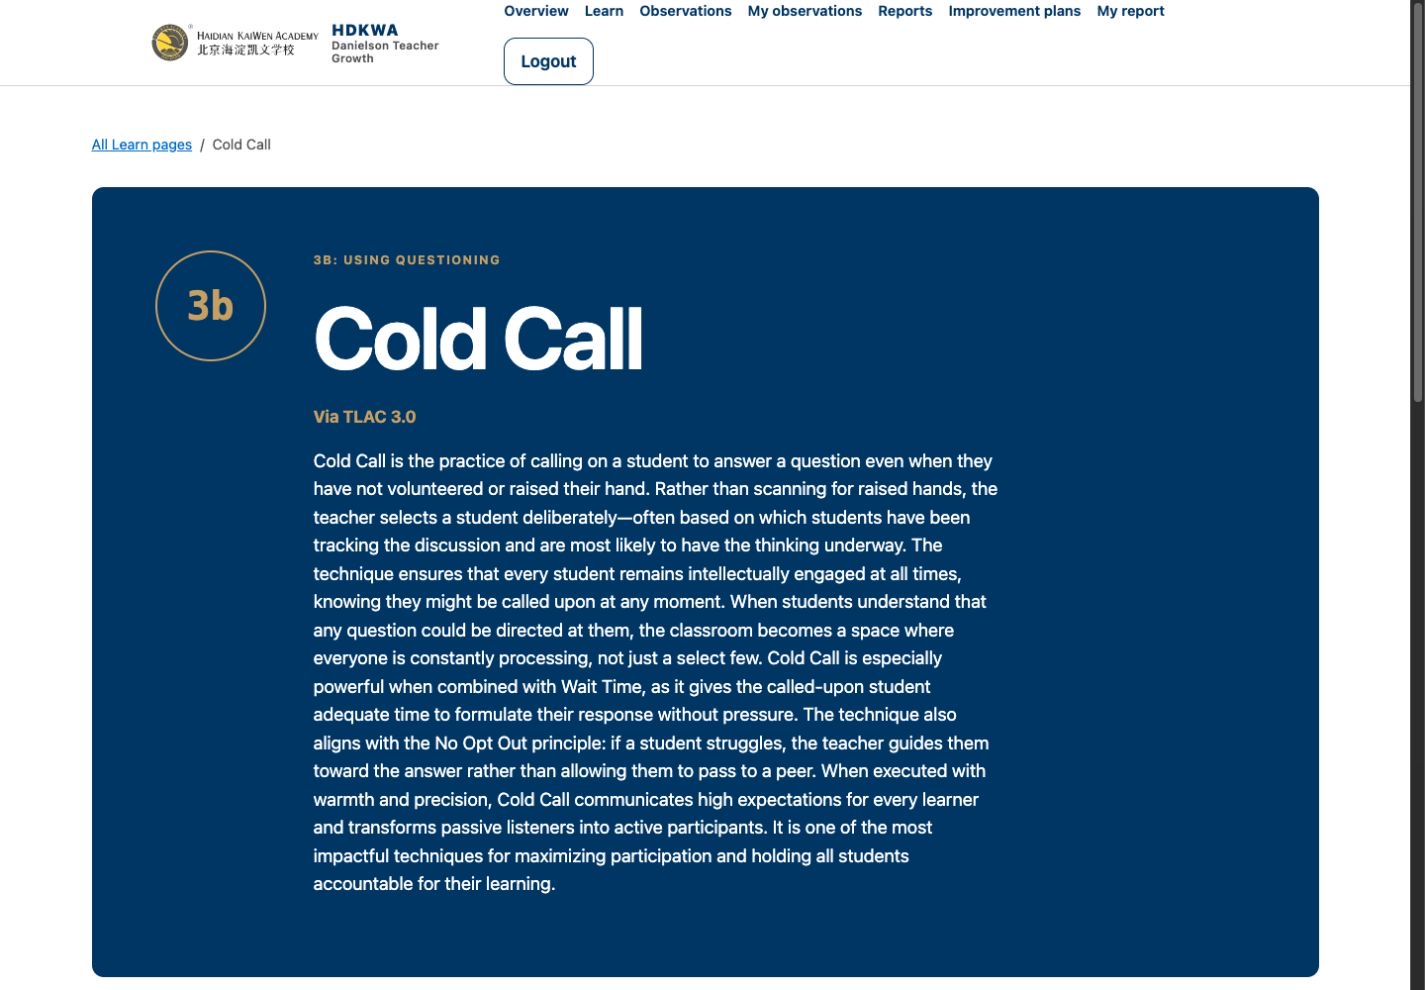 HAIDIAN KAIWEN ACADEMY
北京海淀凯文学校
HDKWA
Danielson Teacher
Growth
Overview Learn Observations My observations Reports Improvement plans My report
Logout
All Learn pages / Cold Call
3b
3B: USING QUESTIONING
Cold Call
Via TLAC 3.0
Cold Call is the practice of calling on a student to answer a question even when they
have not volunteered or raised their hand. Rather than scanning for raised hands, the
teacher selects a student deliberately—often based on which students have been
tracking the discussion and are most likely to have the thinking underway. The
technique ensures that every student remains intellectually engaged at all times,
knowing they might be called upon at any moment. When students understand that
any question could be directed at them, the classroom becomes a space where
everyone is constantly processing, not just a select few. Cold Call is especially
powerful when combined with Wait Time, as it gives the called-upon student
adequate time to formulate their response without pressure. The technique also
aligns with the No Opt Out principle: if a student struggles, the teacher guides them
toward the answer rather than allowing them to pass to a peer. When executed with
warmth and precision, Cold Call communicates high expectations for every learner
and transforms passive listeners into active participants. It is one of the most
impactful techniques for maximizing participation and holding all students
accountable for their learning.